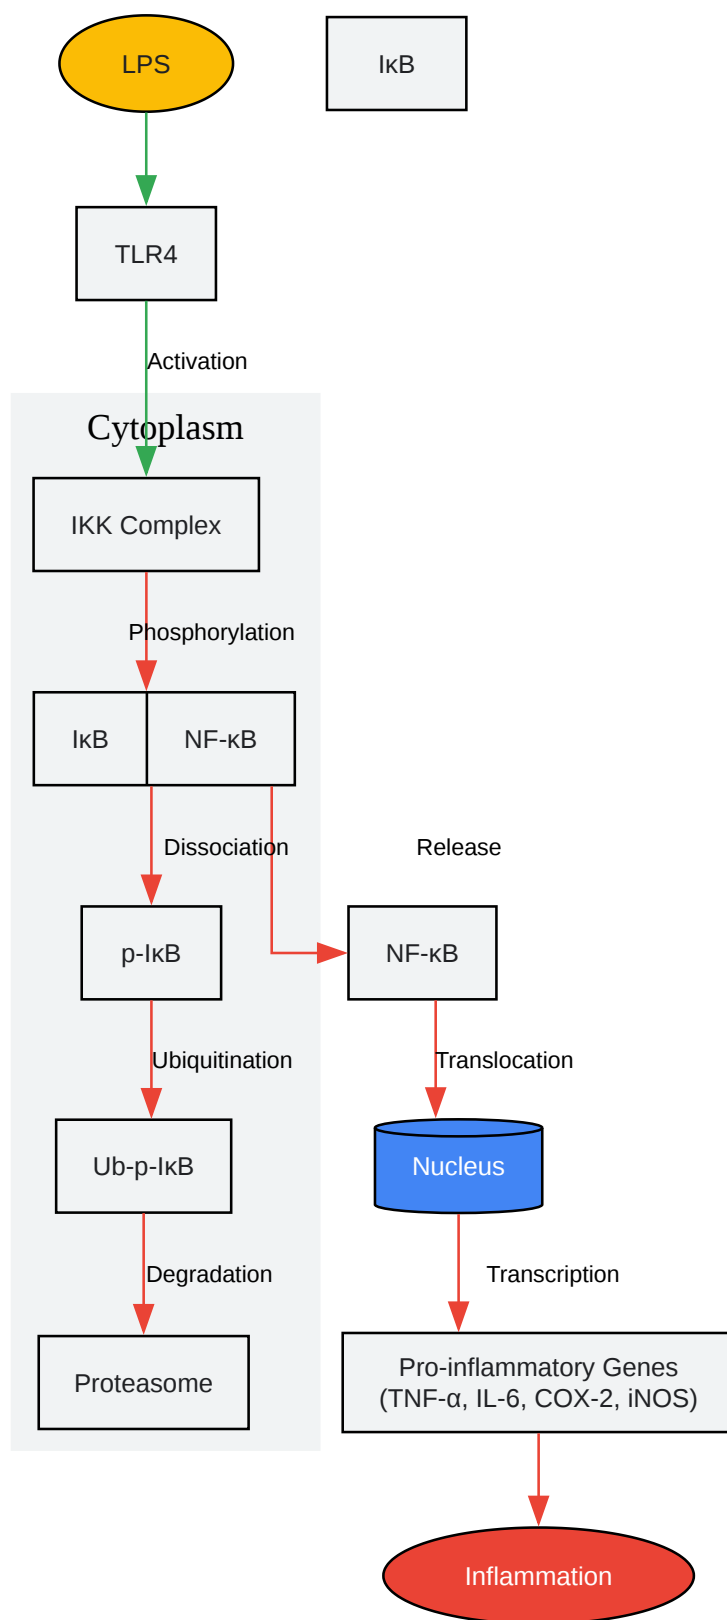 LPS
IκB
TLR4
Activation
Cytoplasm
IKK Complex
Phosphorylation
IκB
NF-κB
Dissociation
Release
p-IκB
NF-κB
Ubiquitination
Translocation
Ub-p-IκB
Nucleus
Degradation
Transcription
Proteasome
Pro-inflammatory Genes
(TNF-α, IL-6, COX-2, iNOS)
Inflammation